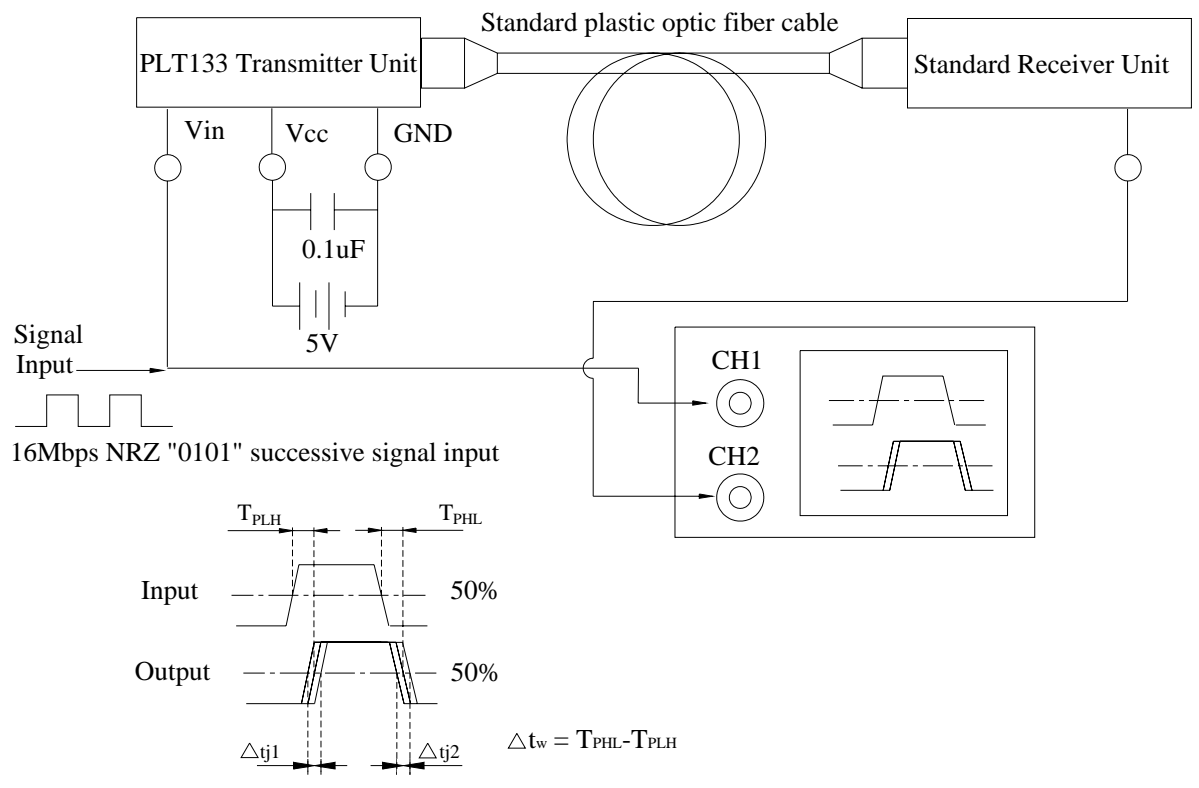 Standard plastic optic fiber cable
PLT133 Transmitter Unit
Standard Receiver Unit
Vin
Vcc
GND
0.1uF
5V
Signal
Input
16Mbps NRZ "0101" successive signal input
CH1
CH2
TPLH
TPHL
Input
50%
Output
50%
△tj1
△tj2
△tw = TPHL-TPLH